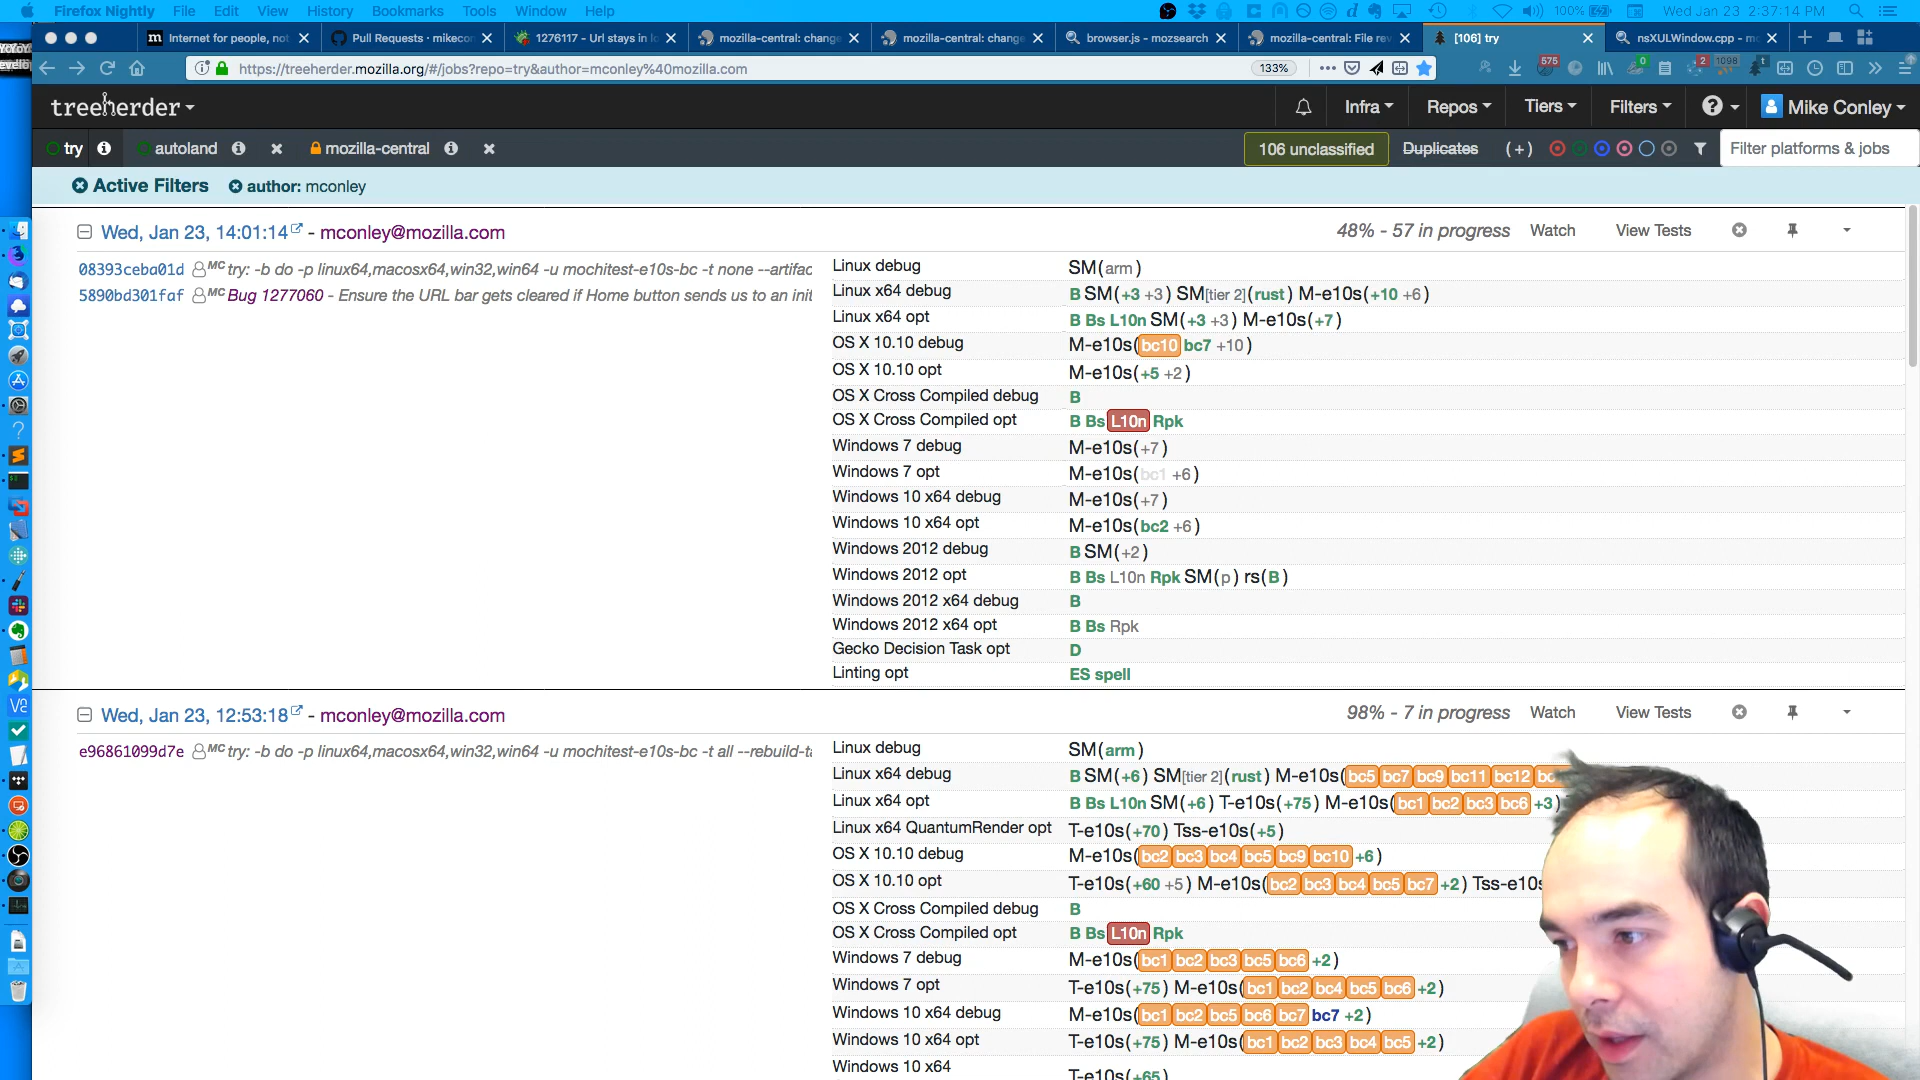 Firefox Nightly File Edit View History Bookmarks Tools Window Help 100% Wed Jan 23 2:37:14 PM
Internet for people, not Pull Requests · mikecon 1276117 - Url stays in lo mozilla-central: change mozilla-central: change browser.js - mozsearch mozilla-central: File rev [106] try nsXULWindow.cpp - mo
https://treeherder.mozilla.org/#/jobs?repo=try&author=mconley%40mozilla.com 133% 575 0 2 1098
treeherder Infra Repos Tiers Filters Mike Conley
try autoland mozilla-central 106 unclassified Duplicates (+) Filter platforms & jobs
Active Filters author: mconley
Wed, Jan 23, 14:01:14 - mconley@mozilla.com 48% - 57 in progress Watch View Tests
08393ceba01d MC try: -b do -p linux64,macosx64,win32,win64 -u mochitest-e10s-bc -t none --artifac
5890bd301faf MC Bug 1277060 - Ensure the URL bar gets cleared if Home button sends us to an init
Linux debug SM(arm)
Linux x64 debug B SM(+3 +3) SM[tier 2](rust) M-e10s(+10 +6)
Linux x64 opt B Bs L10n SM(+3 +3) M-e10s(+7)
OS X 10.10 debug M-e10s(bc10 bc7 +10)
OS X 10.10 opt M-e10s(+5 +2)
OS X Cross Compiled debug B
OS X Cross Compiled opt B Bs L10n Rpk
Windows 7 debug M-e10s(+7)
Windows 7 opt M-e10s(bc1 +6)
Windows 10 x64 debug M-e10s(+7)
Windows 10 x64 opt M-e10s(bc2 +6)
Windows 2012 debug B SM(+2)
Windows 2012 opt B Bs L10n Rpk SM(p) rs(B)
Windows 2012 x64 debug B
Windows 2012 x64 opt B Bs Rpk
Gecko Decision Task opt D
Linting opt ES spell
Wed, Jan 23, 12:53:18 - mconley@mozilla.com 98% - 7 in progress Watch View Tests
e96861099d7e MC try: -b do -p linux64,macosx64,win32,win64 -u mochitest-e10s-bc -t all --rebuild-ta
Linux debug SM(arm)
Linux x64 debug B SM(+6) SM[tier 2](rust) M-e10s(bc5 bc7 bc9 bc11 bc12 bc
Linux x64 opt B Bs L10n SM(+6) T-e10s(+75) M-e10s(bc1 bc2 bc3 bc6 +3)
Linux x64 QuantumRender opt T-e10s(+70) Tss-e10s(+5)
OS X 10.10 debug M-e10s(bc2 bc3 bc4 bc5 bc9 bc10 +6)
OS X 10.10 opt T-e10s(+60 +5) M-e10s(bc2 bc3 bc4 bc5 bc7 +2) Tss-e10s
OS X Cross Compiled debug B
OS X Cross Compiled opt B Bs L10n Rpk
Windows 7 debug M-e10s(bc1 bc2 bc3 bc5 bc6 +2)
Windows 7 opt T-e10s(+75) M-e10s(bc1 bc2 bc4 bc5 bc6 +2)
Windows 10 x64 debug M-e10s(bc1 bc2 bc5 bc6 bc7 bc7 +2)
Windows 10 x64 opt T-e10s(+75) M-e10s(bc1 bc2 bc3 bc4 bc5 +2)
Windows 10 x64 T-e10s(+65)